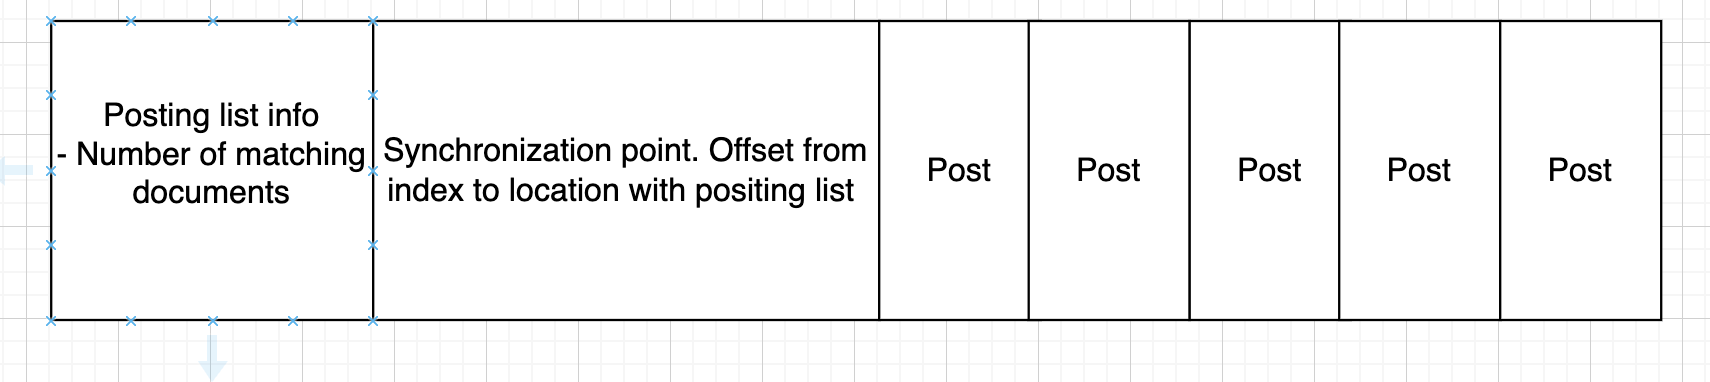 Posting list info
- Number of matching
documents
Synchronization point. Offset from
index to location with positing list
Post
Post
Post
Post
Post